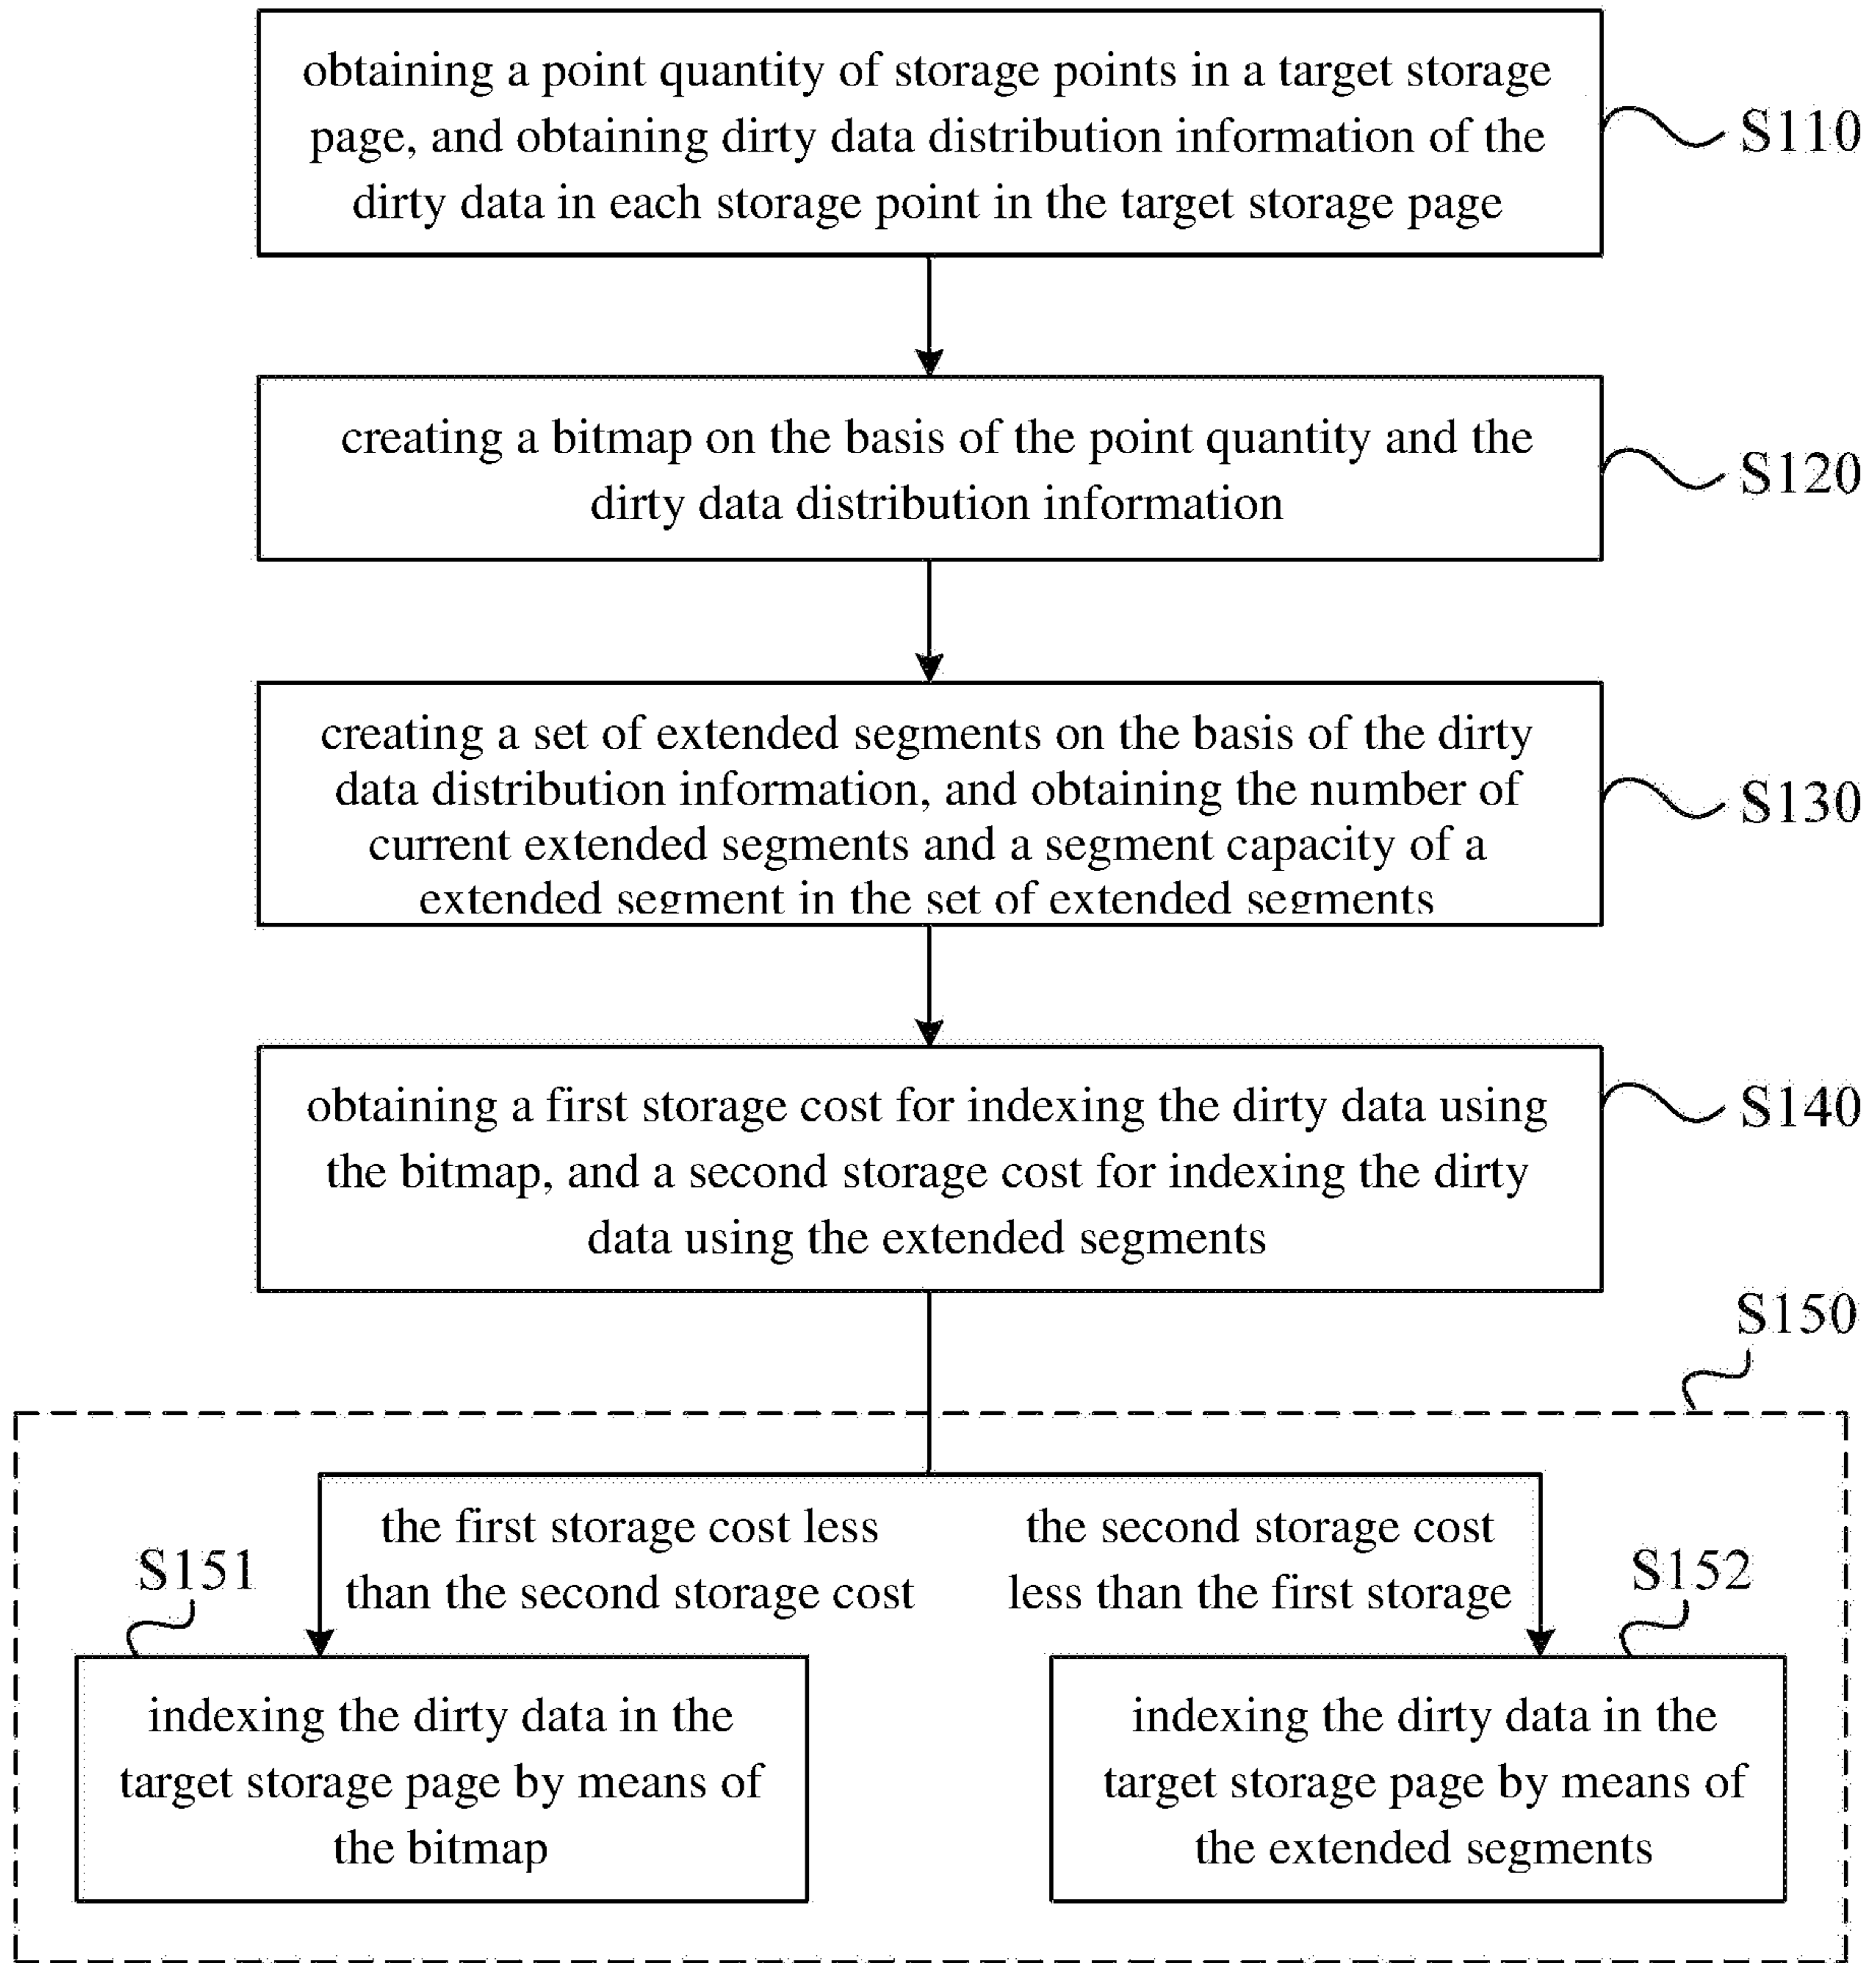 obtaining a point quantity of storage points in a target storage
page, and obtaining dirty data distribution information of the
dirty data in each storage point in the target storage page
S110
creating a bitmap on the basis of the point quantity and the
dirty data distribution information
S120
creating a set of extended segments on the basis of the dirty
data distribution information, and obtaining the number of
current extended segments and a segment capacity of a
extended segment in the set of extended segments
S130
obtaining a first storage cost for indexing the dirty data using
the bitmap, and a second storage cost for indexing the dirty
data using the extended segments
S140
S150
the first storage cost less
than the second storage cost
the second storage cost
less than the first storage
S151
S152
indexing the dirty data in the
target storage page by means of
the bitmap
indexing the dirty data in the
target storage page by means of
the extended segments